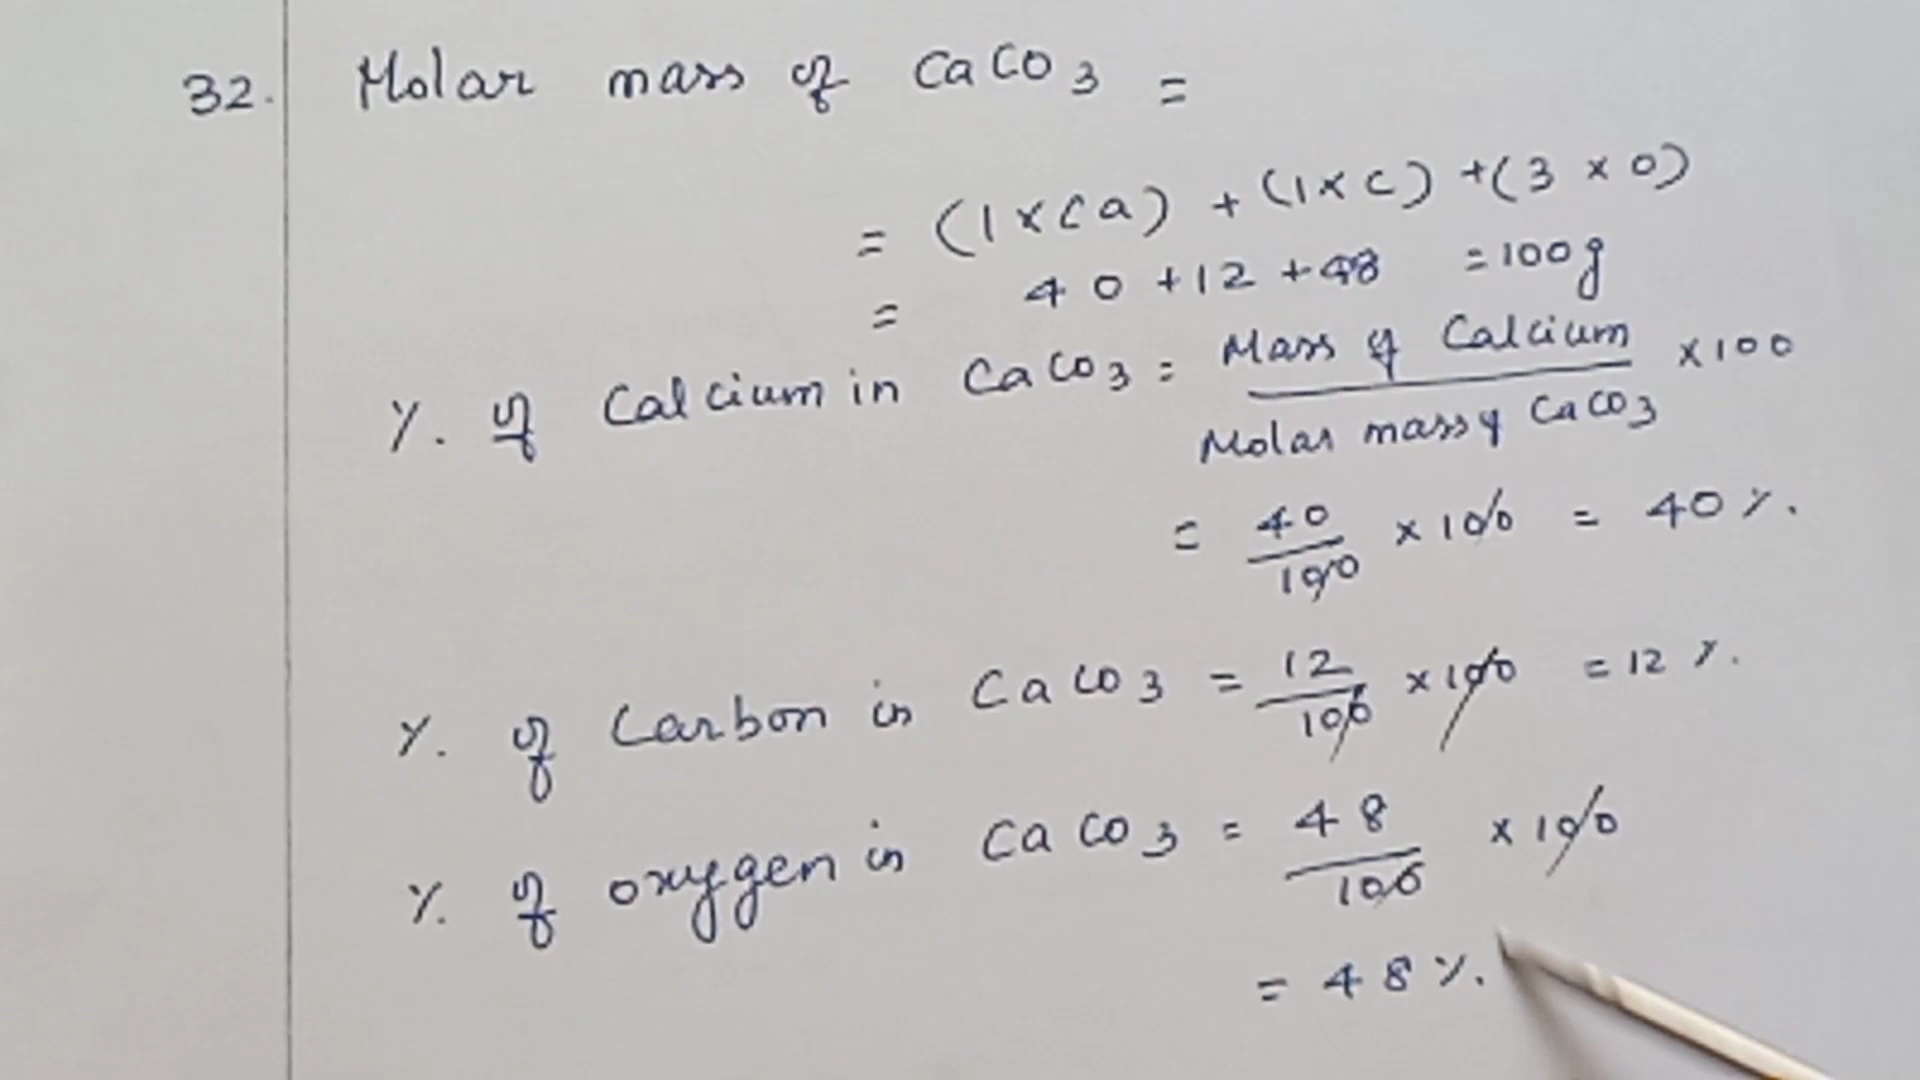 32. Molar mass of CaCO3 =
= (1×Ca) + (1×C) + (3×O)
= 40 + 12 + 48 = 100g
% of Calcium in CaCO3 = Mass of Calcium / Molar mass of CaCO3 × 100
= 40/100 × 100 = 40%.
% of Carbon in CaCO3 = 12/100 × 100 = 12%.
% of oxygen in CaCO3 = 48/100 × 100
= 48%.